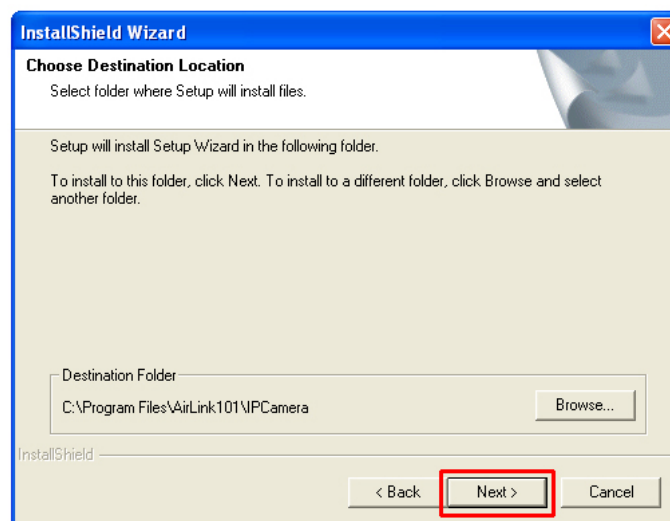 InstallShield Wizard
Choose Destination Location
Select folder where Setup will install files.
Setup will install Setup Wizard in the following folder.
To install to this folder, click Next. To install to a different folder, click Browse and select
another folder.
Destination Folder
C:\Program Files\AirLink101\IPCamera
Browse...
InstallShield
< Back
Next >
Cancel